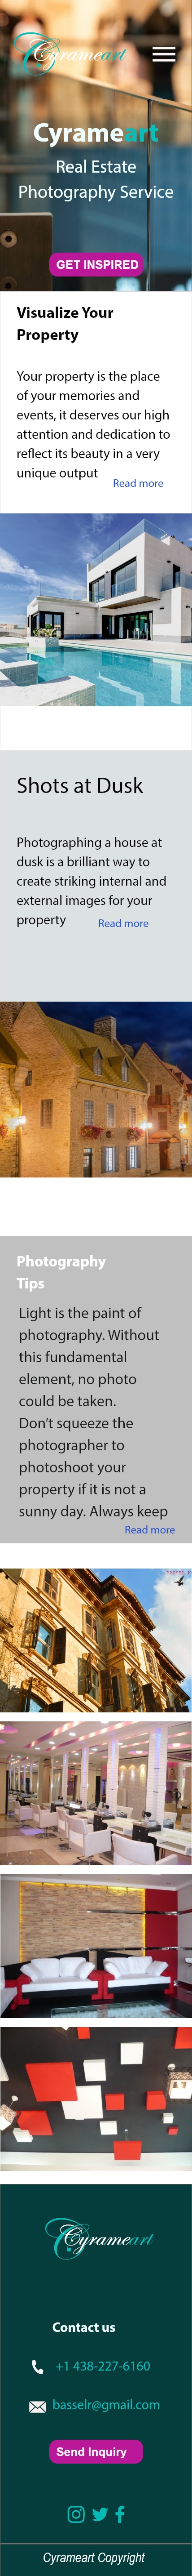 Cyrameart
Cyrameart
Real Estate
Photography Service
GET INSPIRED
Visualize Your
Property
Your property is the place
of your memories and
events, it deserves our high
attention and dedication to
reflect its beauty in a very
unique output
Read more
Shots at Dusk
Photographing a house at
dusk is a brilliant way to
create striking internal and
external images for your
property
Read more
Photography
Tips
Light is the paint of
photography. Without
this fundamental
element, no photo
could be taken.
Don't squeeze the
photographer to
photoshoot your
property if it is not a
sunny day. Always keep
Read more
Cyrameart
Contact us
+1 438-227-6160
basselr@gmail.com
Send Inquiry
Cyrameart Copyright